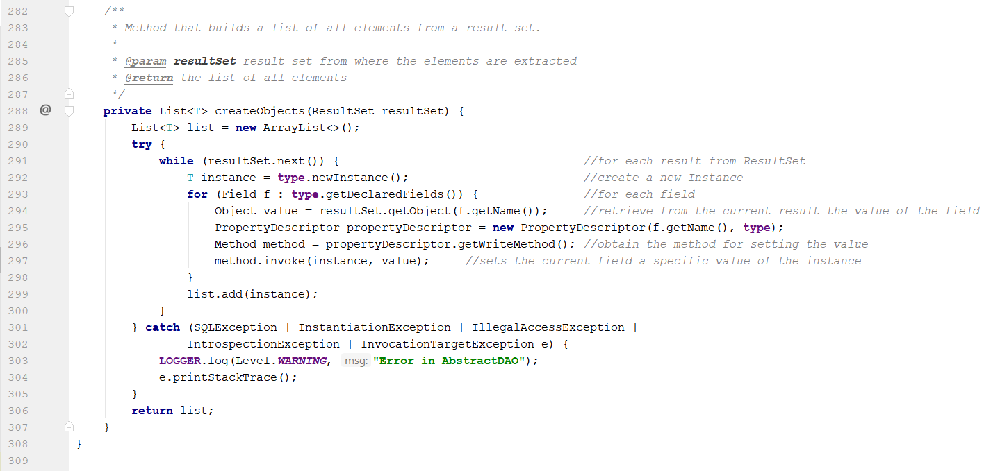 282 /**
283 * Method that builds a list of all elements from a result set.
284 *
285 * @param resultSet result set from where the elements are extracted
286 * @return the list of all elements
287 */
288 @ private List<T> createObjects(ResultSet resultSet) {
289 List<T> list = new ArrayList<>();
290 try {
291 while (resultSet.next()) { //for each result from ResultSet
292 T instance = type.newInstance(); //create a new Instance
293 for (Field f : type.getDeclaredFields()) { //for each field
294 Object value = resultSet.getObject(f.getName()); //retrieve from the current result the value of the field
295 PropertyDescriptor propertyDescriptor = new PropertyDescriptor(f.getName(), type);
296 Method method = propertyDescriptor.getWriteMethod(); //obtain the method for setting the value
297 method.invoke(instance, value); //sets the current field a specific value of the instance
298 }
299 list.add(instance);
300 }
301 } catch (SQLException | InstantiationException | IllegalAccessException |
302 IntrospectionException | InvocationTargetException e) {
303 LOGGER.log(Level.WARNING, msg: "Error in AbstractDAO");
304 e.printStackTrace();
305 }
306 return list;
307 }
308 }
309